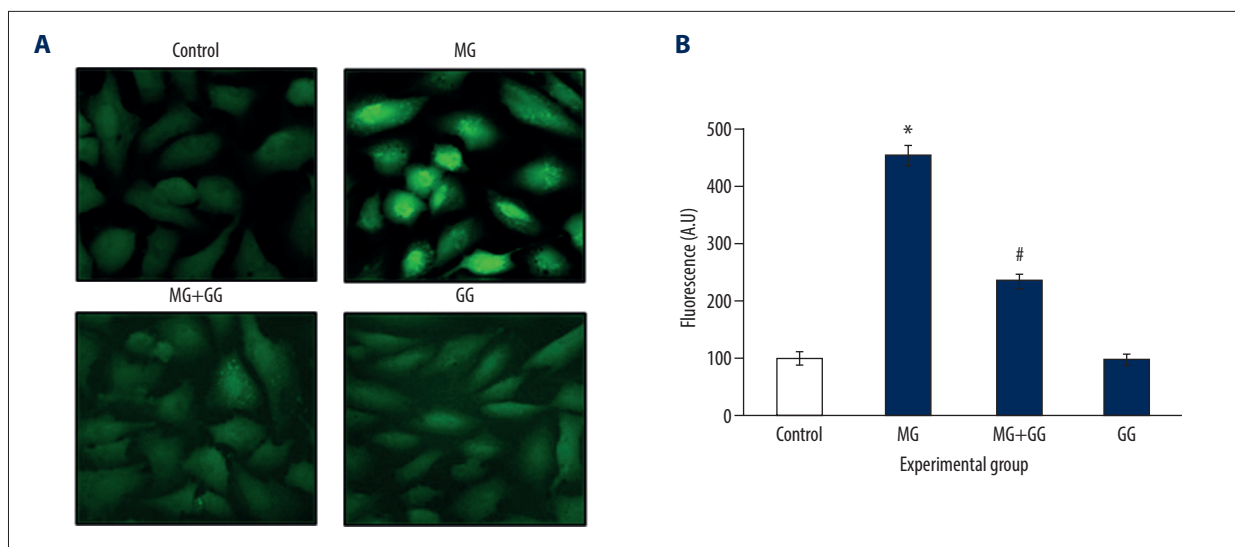 A
Control
MG
MG+GG
GG
B
Fluorescence (A.U)
500
400
300
200
100
0
*
#
Control
MG
MG+GG
GG
Experimental group